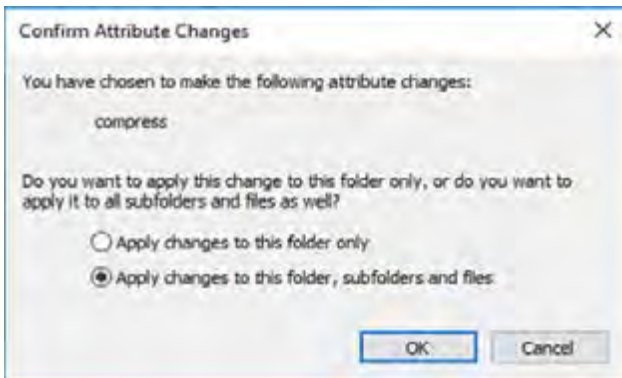 Confirm Attribute Changes
You have chosen to make the following attribute changes:
compress
Do you want to apply this change to this folder only, or do you want to
apply it to all subfolders and files as well?
Apply changes to this folder only
Apply changes to this folder, subfolders and files
OK Cancel